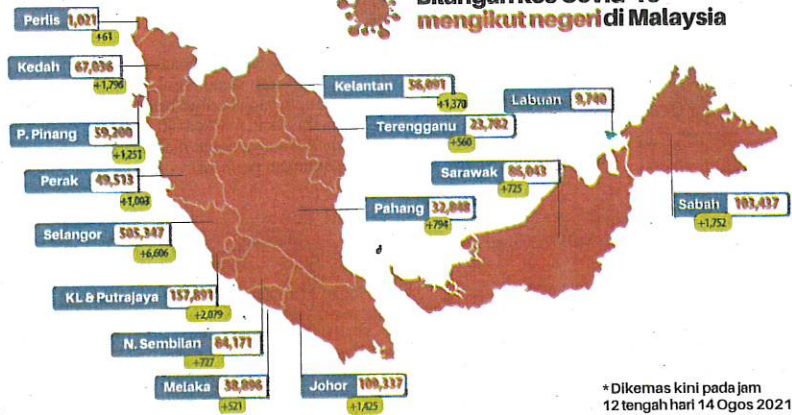 mengikut negeri di Malaysia
Perlis 1,021
+61
Kedah 67,036
+1,796
P. Pinang 59,200
+1,251
Perak 49,513
+1,003
Selangor 505,347
+6,606
KL & Putrajaya 157,891
+2,079
N. Sembilan 84,171
+727
Melaka 38,896
+521
Johor 109,337
+1,425
Kelantan 56,091
+1,370
Terengganu 23,782
+560
Pahang 32,848
+794
Labuan 9,740
Sarawak 86,043
+725
Sabah 103,437
+1,752
*Dikemas kini pada jam
12 tengah hari 14 Ogos 2021